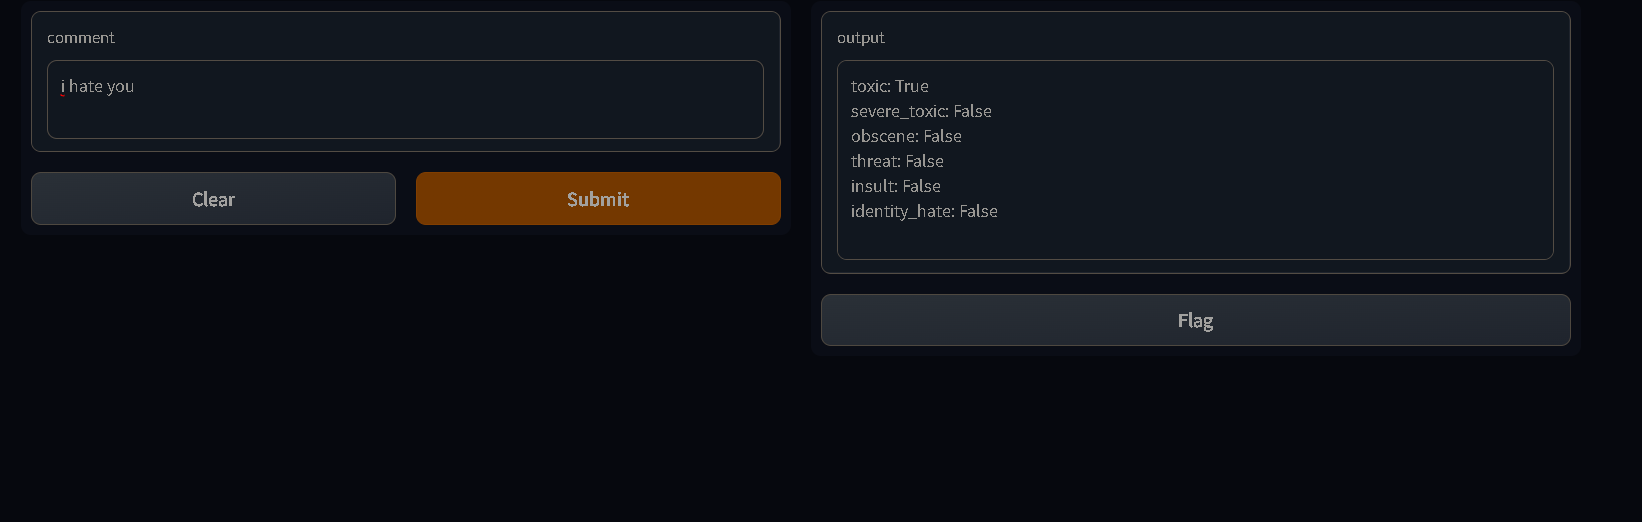 comment
i hate you
Clear
Submit
output
toxic: True
severe_toxic: False
obscene: False
threat: False
insult: False
identity_hate: False
Flag